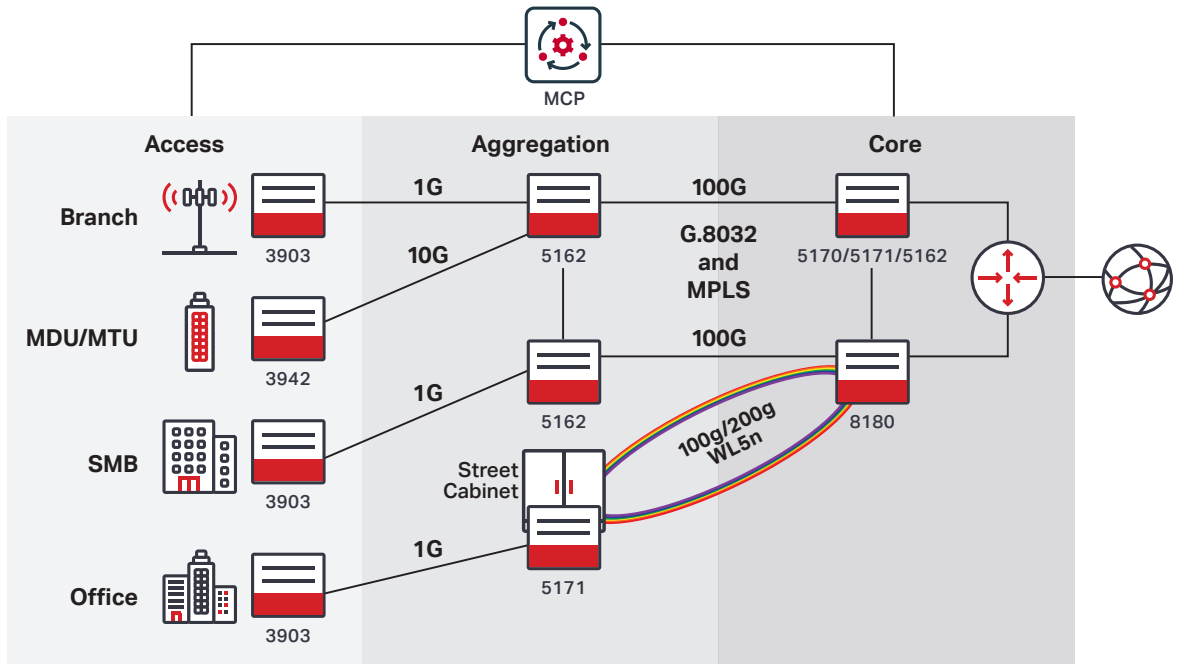 MCP
Access
Aggregation
Core
Branch
3903
1G
5162
100G
5170/5171/5162
10G
G.8032
and
MPLS
MDU/MTU
3942
100G
1G
5162
8180
100g/200g
WL5n
SMB
3903
Street
Cabinet
1G
5171
Office
3903